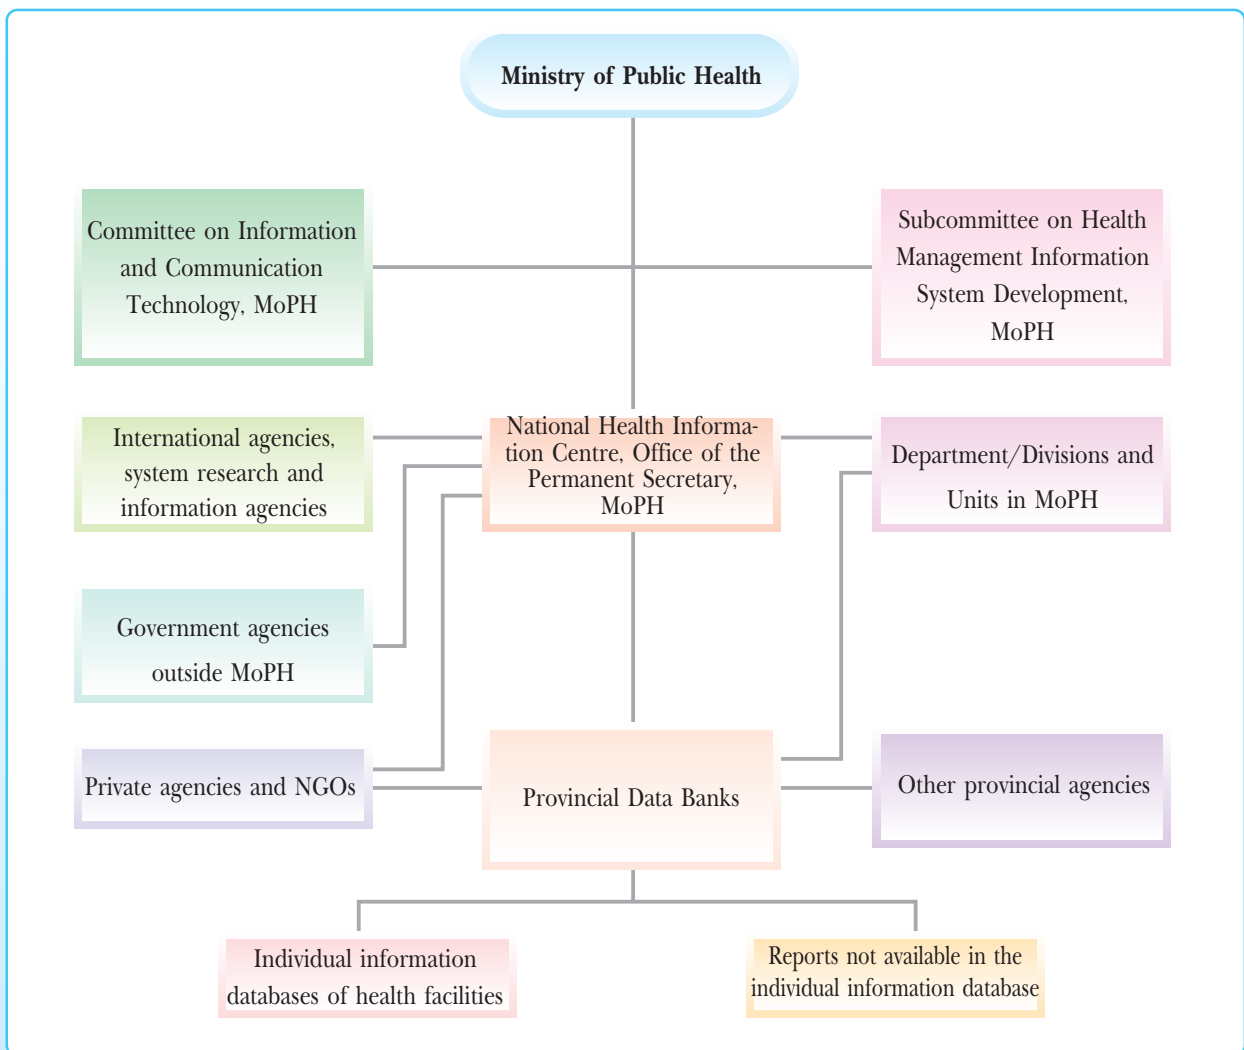 Ministry of Public Health
Committee on Information
and Communication
Technology, MoPH
Subcommittee on Health
Management Information
System Development,
MoPH
International agencies,
system research and
information agencies
National Health Informa-
tion Centre, Office of the
Permanent Secretary,
MoPH
Department/Divisions and
Units in MoPH
Government agencies
outside MoPH
Private agencies and NGOs
Provincial Data Banks
Other provincial agencies
Individual information
databases of health facilities
Reports not available in the
individual information database